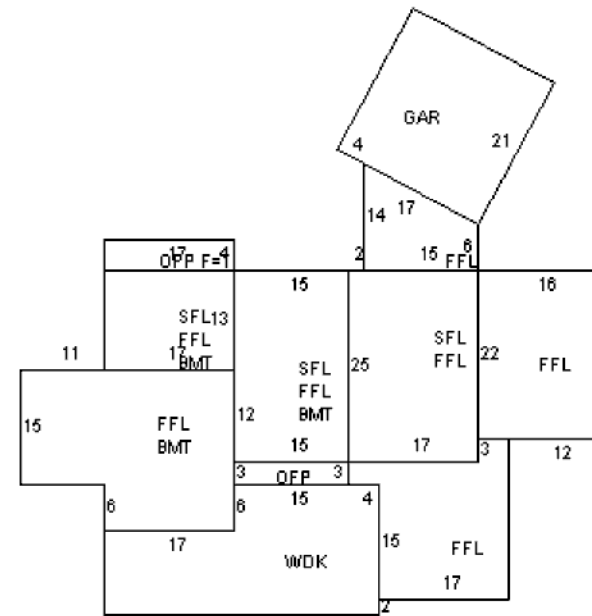 GAR
21
4
17
14
6
2
15
FFL
17
4
OPP F=1
15
16
SFL
13
FFL
17
BMT
SFL
FFL
11
25
22
FFL
SFL
FFL
BMT
15
FFL
BMT
12
15
17
3
12
3
OFP
3
6
6
15
4
17
WDK
15
FFL
17
2